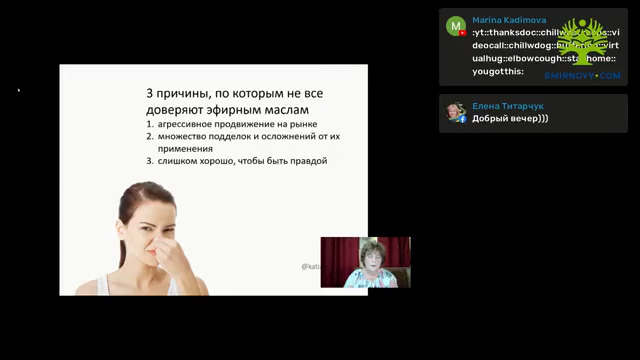 3 причины, по которым не все
доверяют эфирным маслам
1. агрессивное продвижение на рынке
2. множество подделок и осложнений от их
применения
3. слишком хорошо, чтобы быть правдой
Marina Kadimova
M
SMIRNOVY.COM
Елена Титарчук
Добрый вечер)))